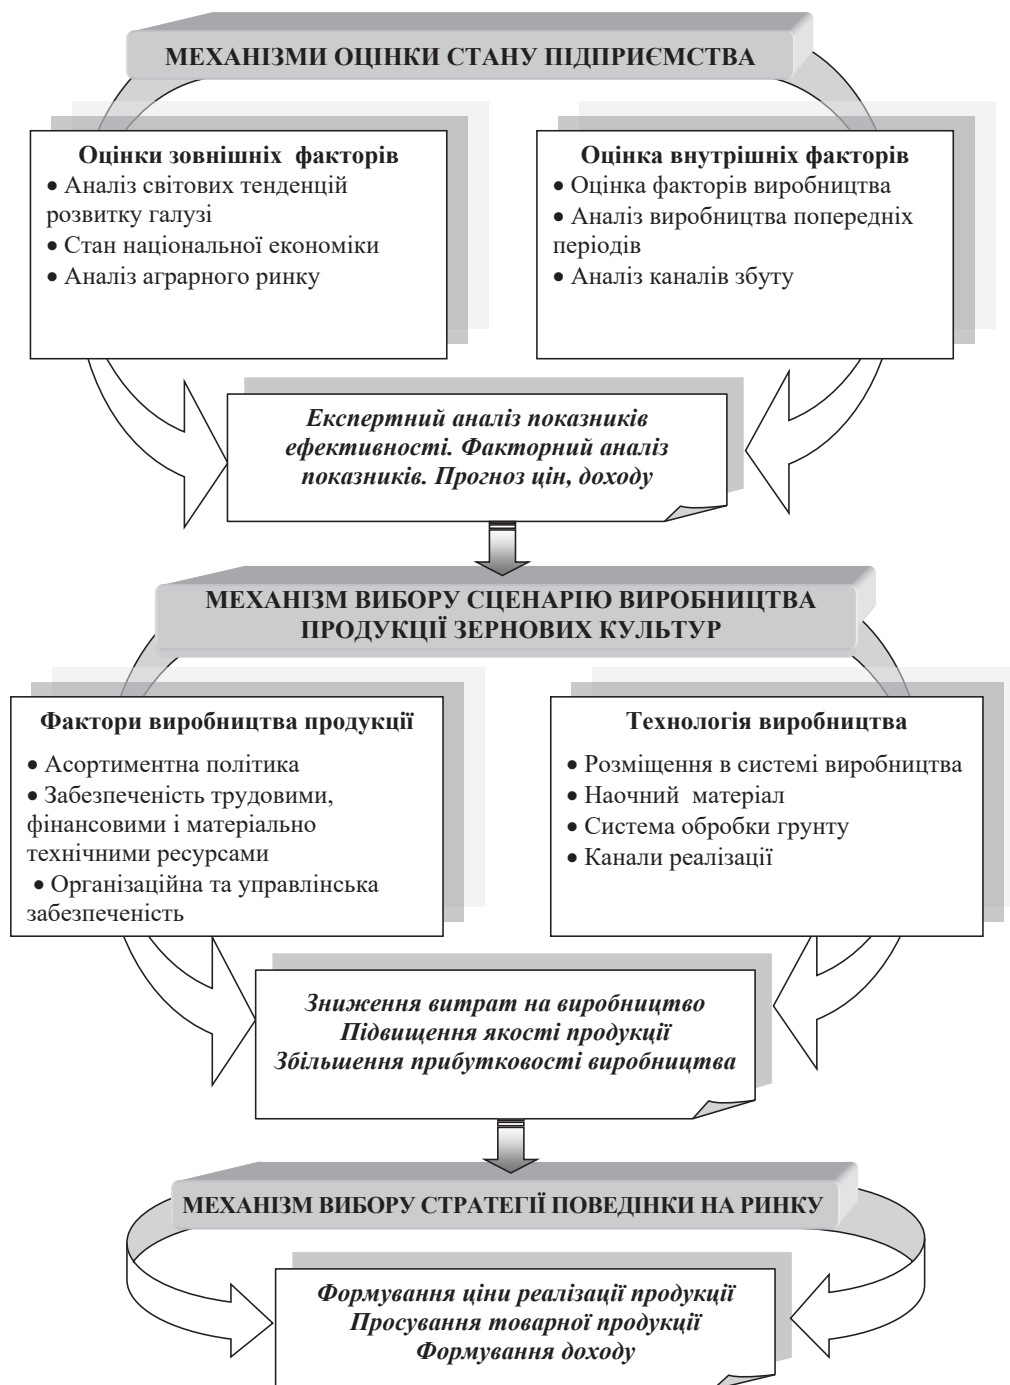 МЕХАНІЗМИ ОЦІНКИ СТАНУ ПІДПРИЄМСТВА
Оцінки зовнішніх факторів
• Аналіз світових тенденцій
розвитку галузі
• Стан національної економіки
• Аналіз аграрного ринку
Оцінка внутрішніх факторів
• Оцінка факторів виробництва
• Аналіз виробництва попередніх
періодів
• Аналіз каналів збуту
Експертний аналіз показників
ефективності. Факторний аналіз
показників. Прогноз цін, доходу
МЕХАНІЗМ ВИБОРУ СЦЕНАРІЮ ВИРОБНИЦТВА
ПРОДУКЦІЇ ЗЕРНОВИХ КУЛЬТУР
Фактори виробництва продукції
• Асортиментна політика
• Забезпеченість трудовими,
фінансовими і матеріально
технічними ресурсами
• Організаційна та управлінська
забезпеченість
Технологія виробництва
• Розміщення в системі виробництва
• Наочний матеріал
• Система обробки грунту
• Канали реалізації
Зниження витрат на виробництво
Підвищення якості продукції
Збільшення прибутковості виробництва
МЕХАНІЗМ ВИБОРУ СТРАТЕГІЇ ПОВЕДІНКИ НА РИНКУ
Формування ціни реалізації продукції
Просування товарної продукції
Формування доходу